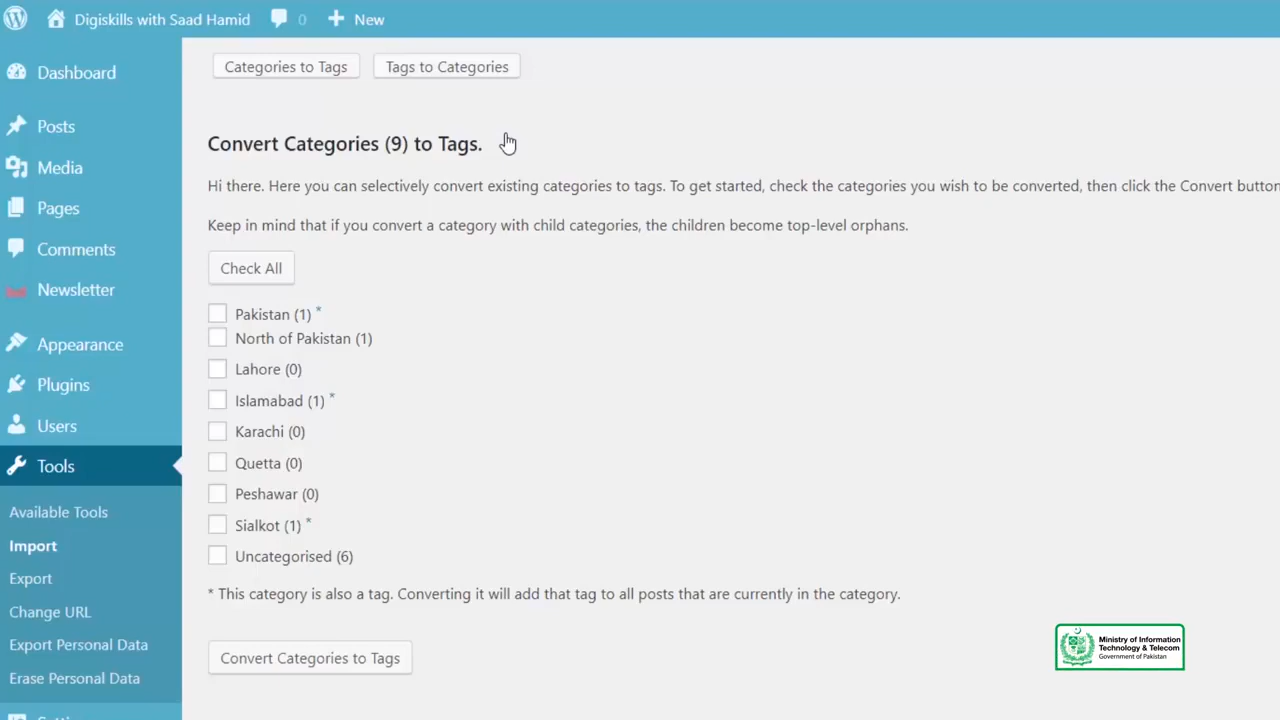 Digiskills with Saad Hamid 0 New
Dashboard
Posts
Media
Pages
Comments
Newsletter
Appearance
Plugins
Users
Tools
Available Tools
Import
Export
Change URL
Export Personal Data
Erase Personal Data
Categories to Tags Tags to Categories
Convert Categories (9) to Tags.
Hi there. Here you can selectively convert existing categories to tags. To get started, check the categories you wish to be converted, then click the Convert button
Keep in mind that if you convert a category with child categories, the children become top-level orphans.
Check All
Pakistan (1) *
North of Pakistan (1)
Lahore (0)
Islamabad (1) *
Karachi (0)
Quetta (0)
Peshawar (0)
Sialkot (1) *
Uncategorised (6)
* This category is also a tag. Converting it will add that tag to all posts that are currently in the category.
Convert Categories to Tags
Ministry of Information
Technology & Telecom
Government of Pakistan